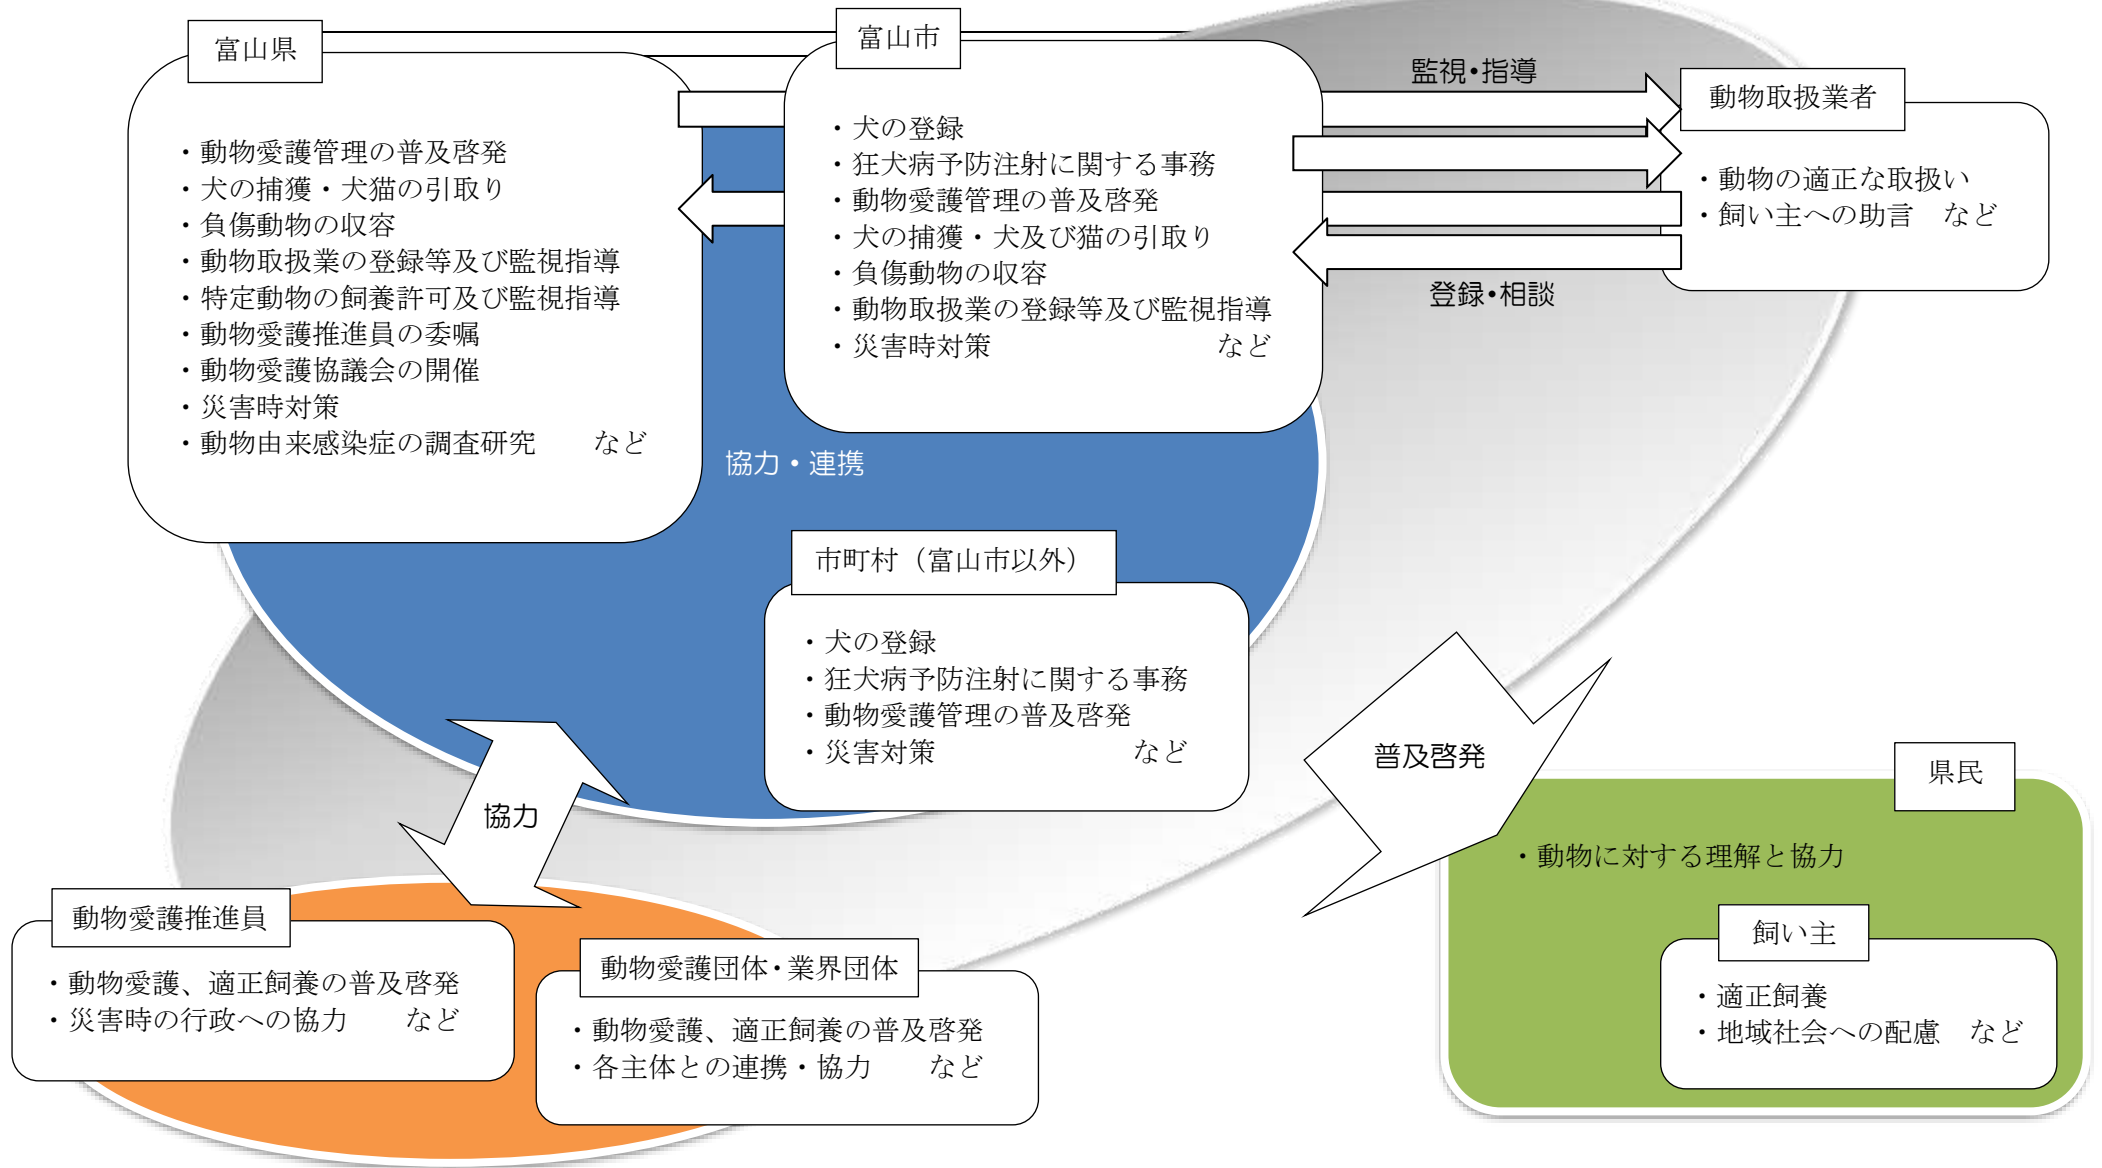 富山県
・動物愛護管理の普及啓発
・犬の捕獲・犬猫の引取り
・負傷動物の収容
・動物取扱業の登録等及び監視指導
・特定動物の飼養許可及び監視指導
・動物愛護推進員の委嘱
・動物愛護協議会の開催
・災害時対策
・動物由来感染症の調査研究　　など
富山市
・犬の登録
・狂犬病予防注射に関する事務
・動物愛護管理の普及啓発
・犬の捕獲・犬及び猫の引取り
・負傷動物の収容
・動物取扱業の登録等及び監視指導
・災害時対策　　　　　　　　など
監視・指導
登録・相談
動物取扱業者
・動物の適正な取扱い
・飼い主への助言　など
協力・連携
市町村（富山市以外）
・犬の登録
・狂犬病予防注射に関する事務
・動物愛護管理の普及啓発
・災害対策　　　　　　　など
協力
普及啓発
動物愛護推進員
・動物愛護、適正飼養の普及啓発
・災害時の行政への協力　　など
動物愛護団体・業界団体
・動物愛護、適正飼養の普及啓発
・各主体との連携・協力　　など
県民
・動物に対する理解と協力
飼い主
・適正飼養
・地域社会への配慮　など